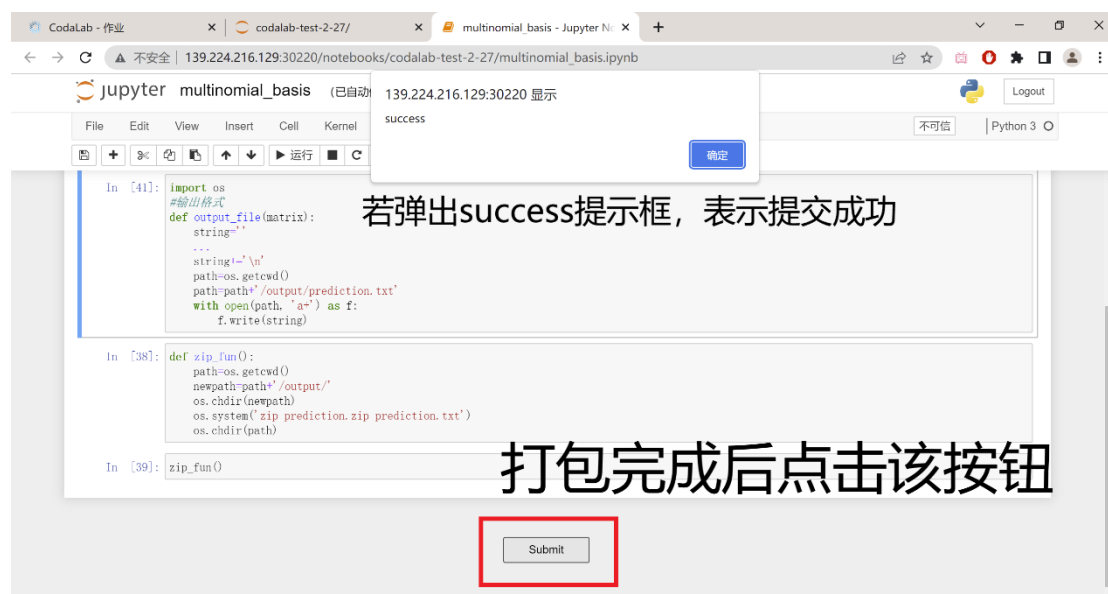 CodaLab - 作业
codalab-test-2-27/
multinomial_basis - Jupyter No
不安全 | 139.224.216.129:30220/notebooks/codalab-test-2-27/multinomial_basis.ipynb
jupyter multinomial_basis (已自动
Logout
139.224.216.129:30220 显示
success
确定
File Edit View Insert Cell Kernel
不可信 | Python 3
运行
In [41]: import os
#输出格式
def output_file(matrix):
string=''
...
string+='\n'
path=os.getcwd()
path=path+'/output/prediction.txt'
with open(path, 'a+') as f:
f.write(string)
若弹出success提示框，表示提交成功
In [38]: def zip_fun():
path=os.getcwd()
newpath=path+'/output/'
os.chdir(newpath)
os.system('zip prediction.zip prediction.txt')
os.chdir(path)
In [39]: zip_fun()
打包完成后点击该按钮
Submit